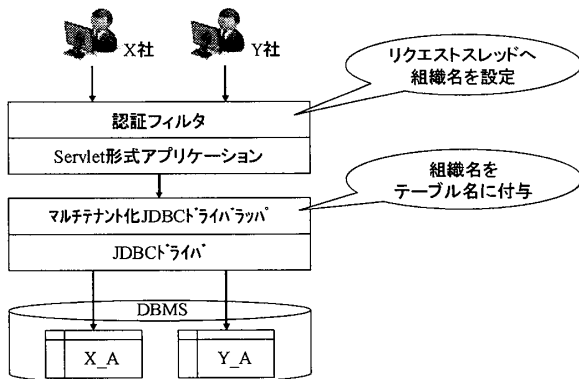 X社
Y社
リクエストスレッドへ
組織名を設定
認証フィルタ
Servlet形式アプリケーション
組織名を
テーブル名に付与
マルチテナント化JDBCドライバラッパ
JDBCドライバ
DBMS
X_A
Y_A